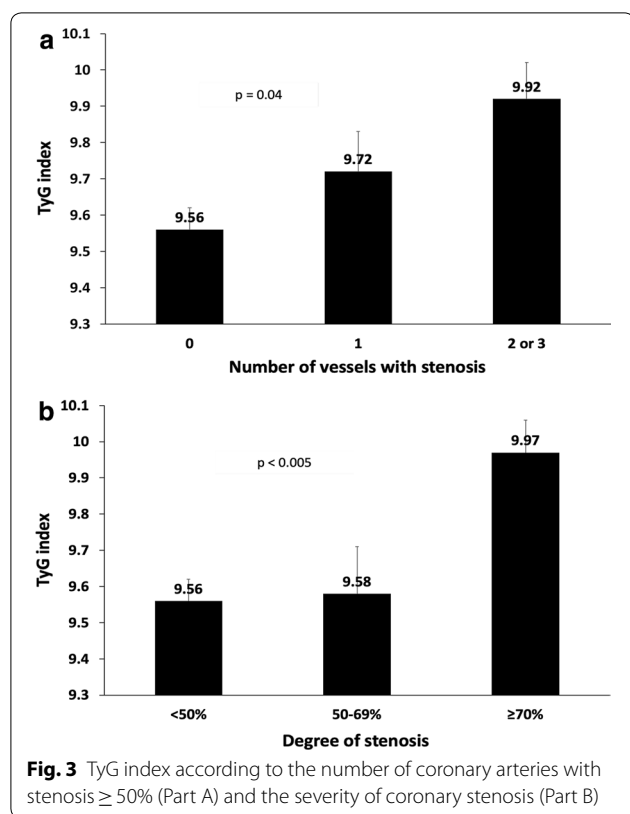 a
10.1
10
9.9
9.8
9.7
9.6
9.5
9.4
9.3
TyG index
p = 0.04
9.56
9.72
9.92
0 1 2 or 3
Number of vessels with stenosis
b
10.1
10
9.9
9.8
9.7
9.6
9.5
9.4
9.3
TyG index
p < 0.005
9.56
9.58
9.97
<50% 50-69% ≥70%
Degree of stenosis
Fig. 3 TyG index according to the number of coronary arteries with
stenosis ≥ 50% (Part A) and the severity of coronary stenosis (Part B)